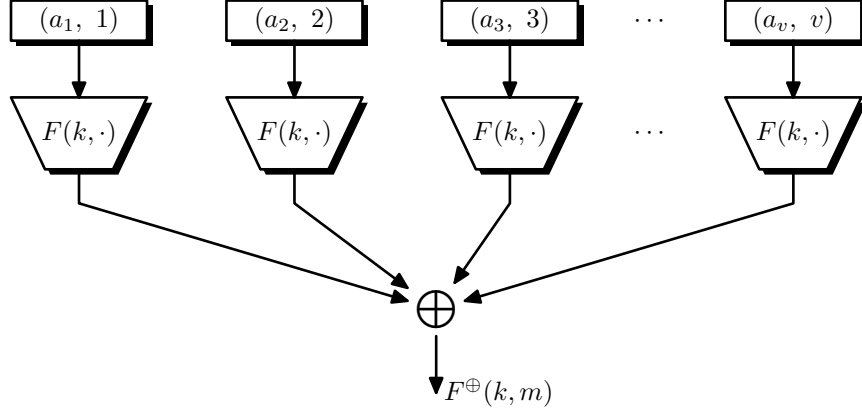 (a₁, 1) (a₂, 2) (a₃, 3) ⋯ (aᵥ, v)
F(k, ·) F(k, ·) F(k, ·) ⋯ F(k, ·)
F⊕(k, m)